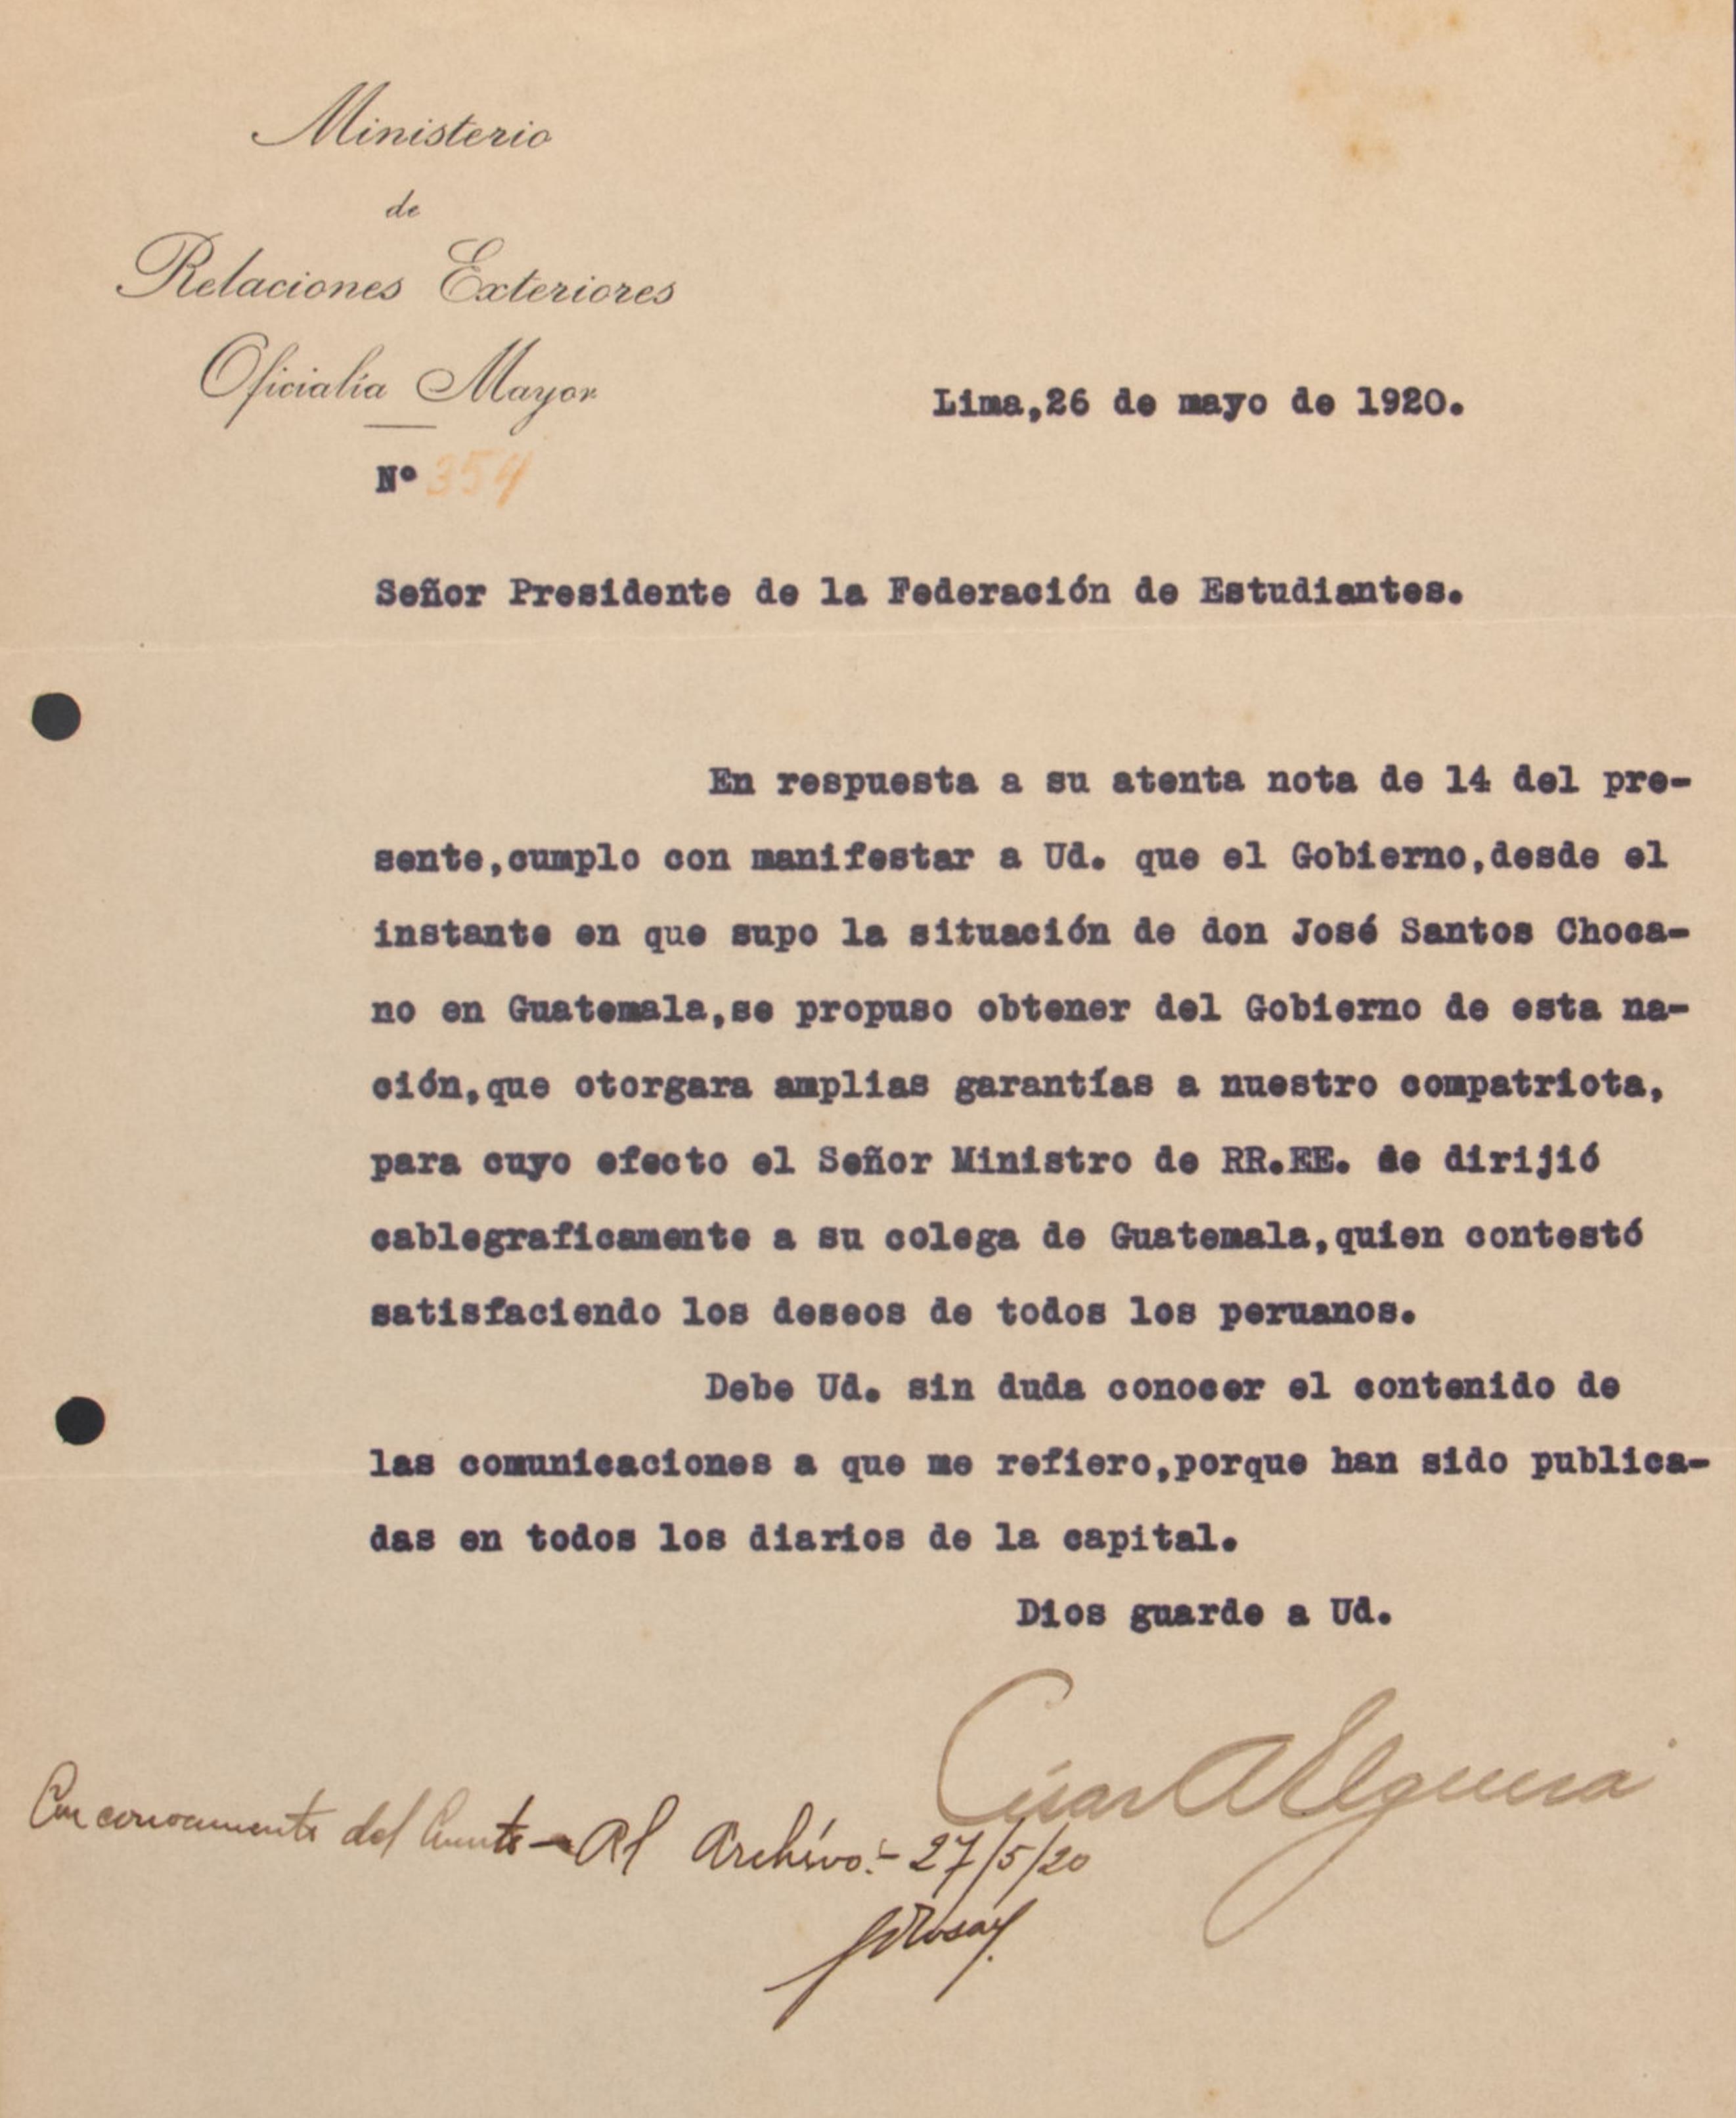 Ministerio
de
Relaciones Exteriores
Oficialía Mayor
Lima,26 de mayo de 1920.
Nº 354
Señor Presidente de la Federación de Estudiantes.
En respuesta a su atenta nota de 14 del pre-
sente,cumplo con manifestar a Ud. que el Gobierno,desde el
instante en que supo la situación de don José Santos Choca-
no en Guatemala,se propuso obtener del Gobierno de esta na-
ción,que otorgara amplias garantías a nuestro compatriota,
para cuyo efecto el Señor Ministro de RR.EE. se dirijió
cablegraficamente a su colega de Guatemala,quien contestó
satisfaciendo los deseos de todos los peruanos.
Debe Ud. sin duda conocer el contenido de
las comunicaciones a que me refiero,porque han sido publica-
das en todos los diarios de la capital.
Dios guarde a Ud.
César A Elguera
del - Al Archivo.- 27/5/20